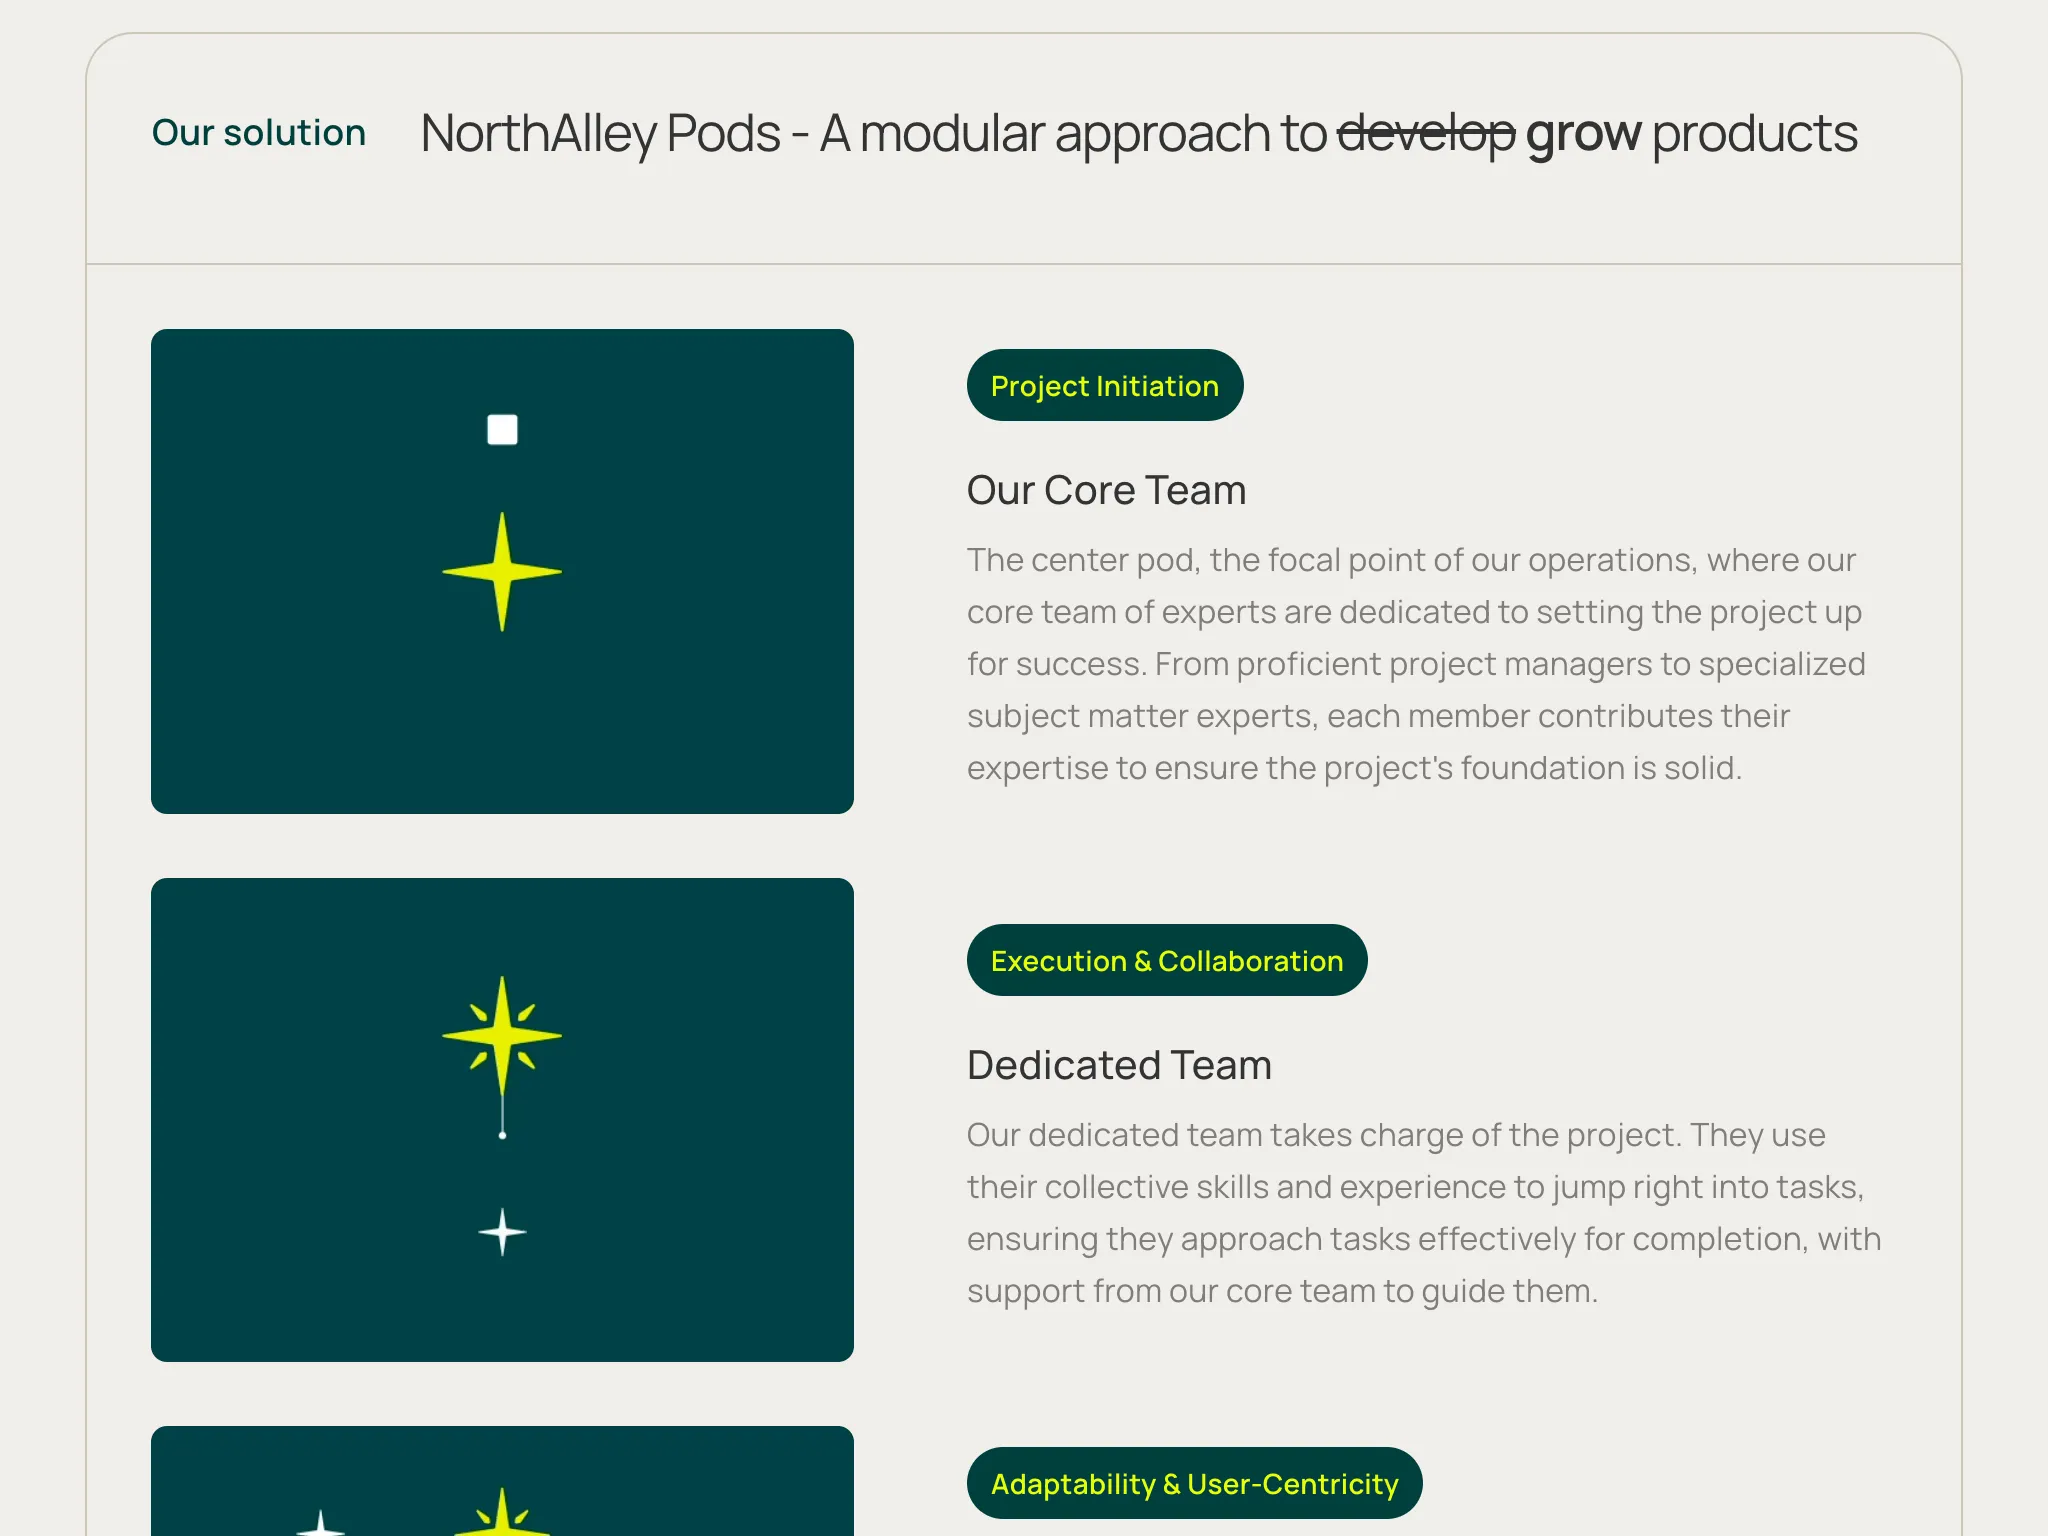 Our solution
NorthAlley Pods - A modular approach to develop grow products
Project Initiation
Our Core Team
The center pod, the focal point of our operations, where our
core team of experts are dedicated to setting the project up
for success. From proficient project managers to specialized
subject matter experts, each member contributes their
expertise to ensure the project's foundation is solid.
Execution & Collaboration
Dedicated Team
Our dedicated team takes charge of the project. They use
their collective skills and experience to jump right into tasks,
ensuring they approach tasks effectively for completion, with
support from our core team to guide them.
Adaptability & User-Centricity